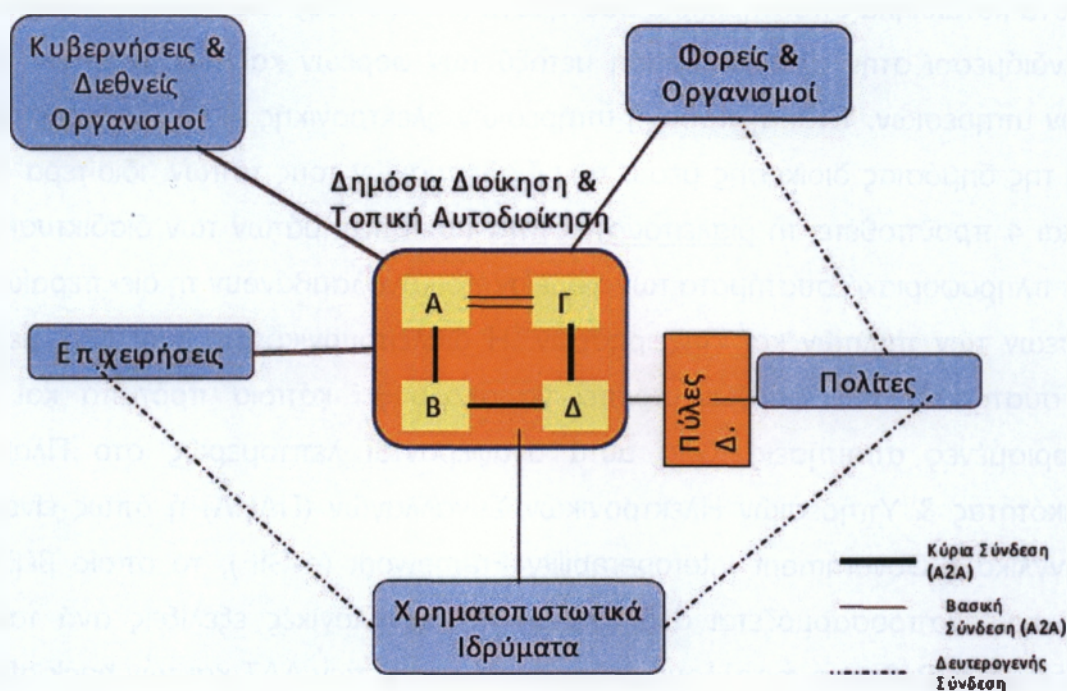 Κυβερνήσεις &
Διεθνείς
Οργανισμοί
Φορείς &
Οργανισμοί
Δημόσια Διοίκηση &
Τοπική Αυτοδιοίκηση
Α
Γ
Β
Δ
Επιχειρήσεις
Πύλες
Δ.
Πολίτες
Χρηματοπιστωτικά
Ιδρύματα
Κύρια Σύνδεση
(Α2Α)
Βασική
Σύνδεση (Α2Α)
Δευτερογενής
Σύνδεση